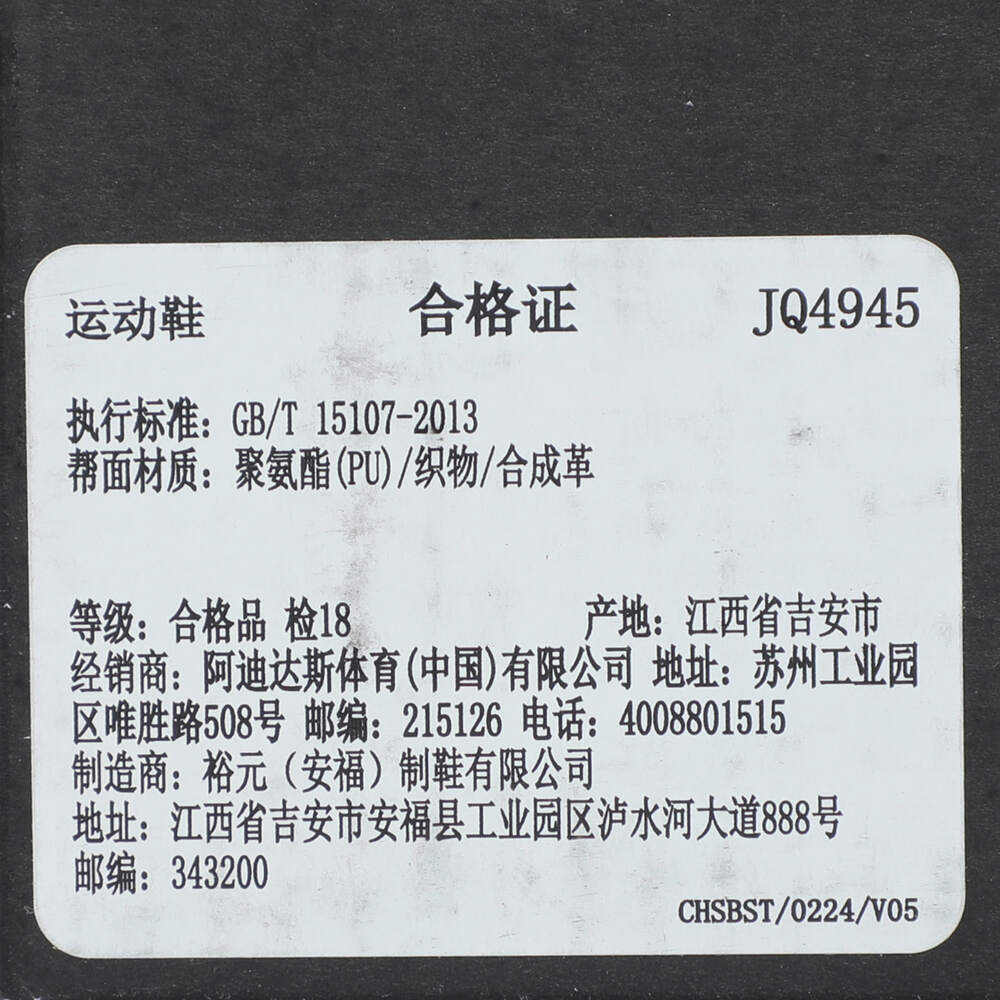 运动鞋 合格证 JQ4945
执行标准：GB/T 15107-2013
帮面材质：聚氨酯(PU)/织物/合成革
等级：合格品 检18 产地：江西省吉安市
经销商：阿迪达斯体育(中国)有限公司 地址：苏州工业园
区唯胜路508号 邮编：215126 电话：4008801515
制造商：裕元（安福）制鞋有限公司
地址：江西省吉安市安福县工业园区泸水河大道888号
邮编：343200
CHSBST/0224/V05